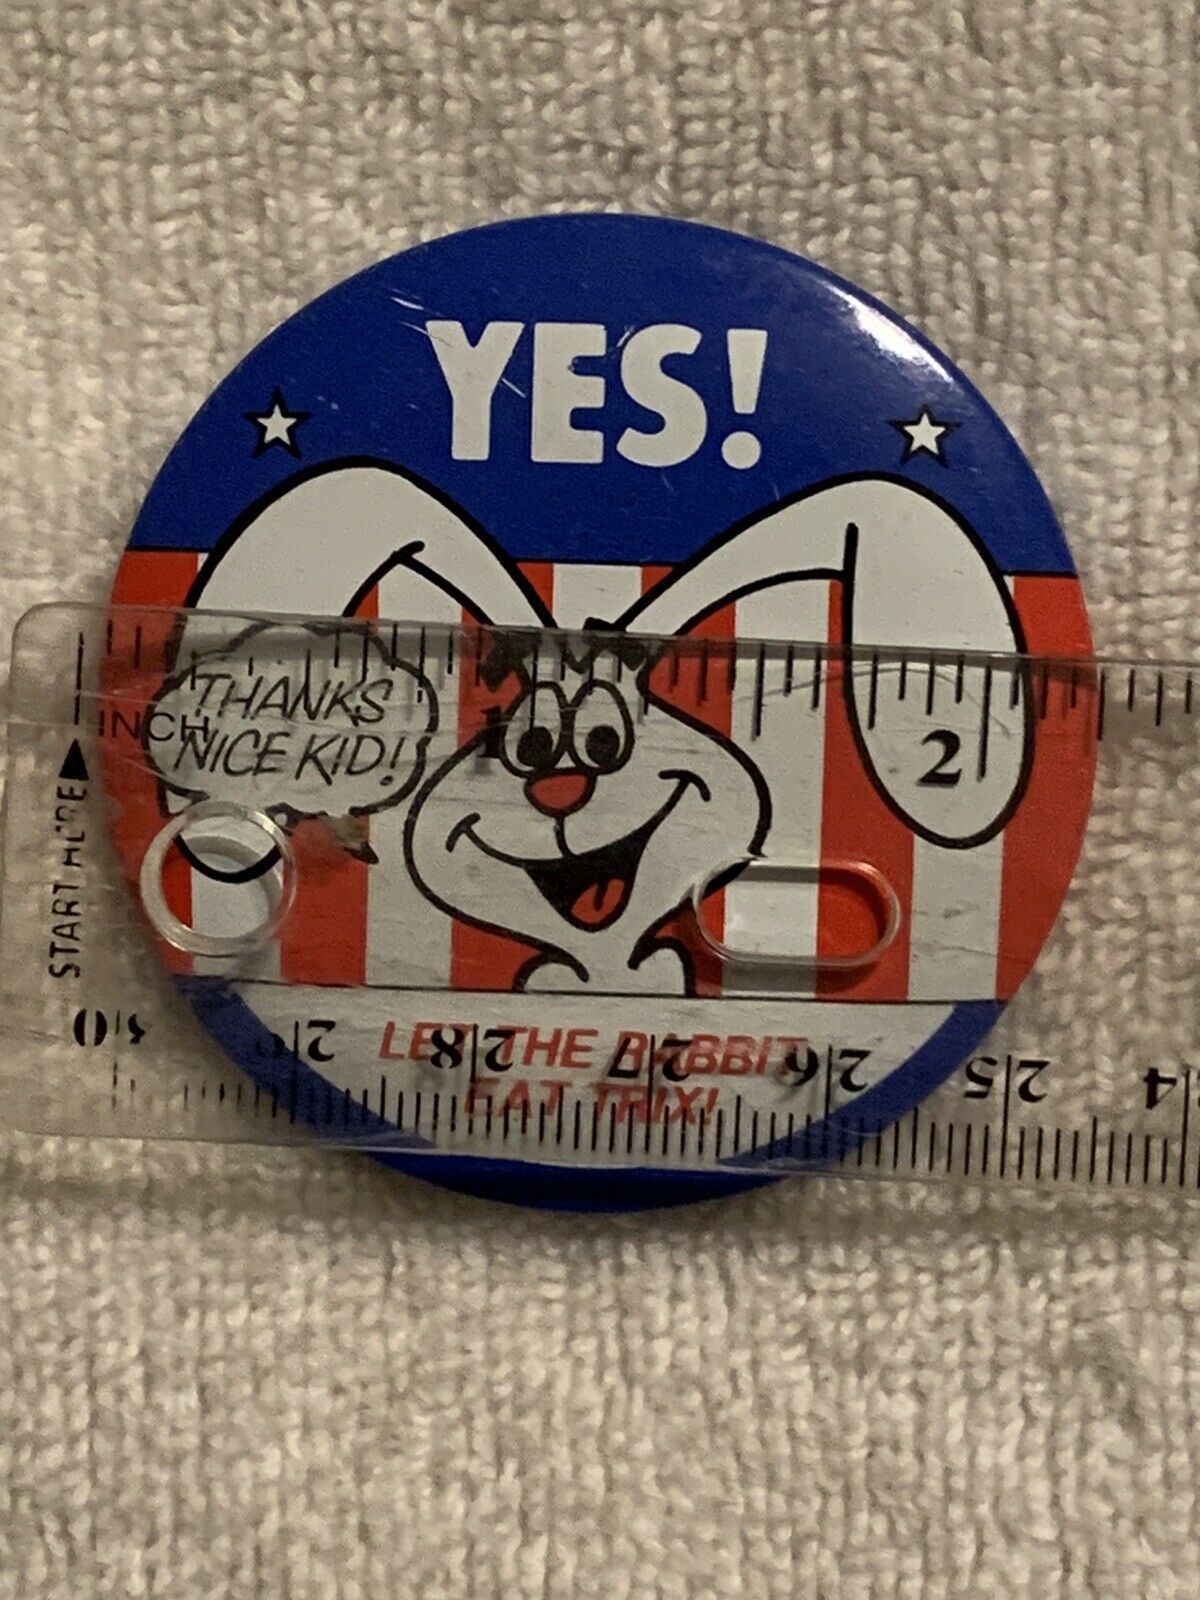 YES!
THANKS
NICE KID!
INCH
1 2
START HERE
30 29 28 27 26 25 24
LET THE RABBIT
EAT TRIX!